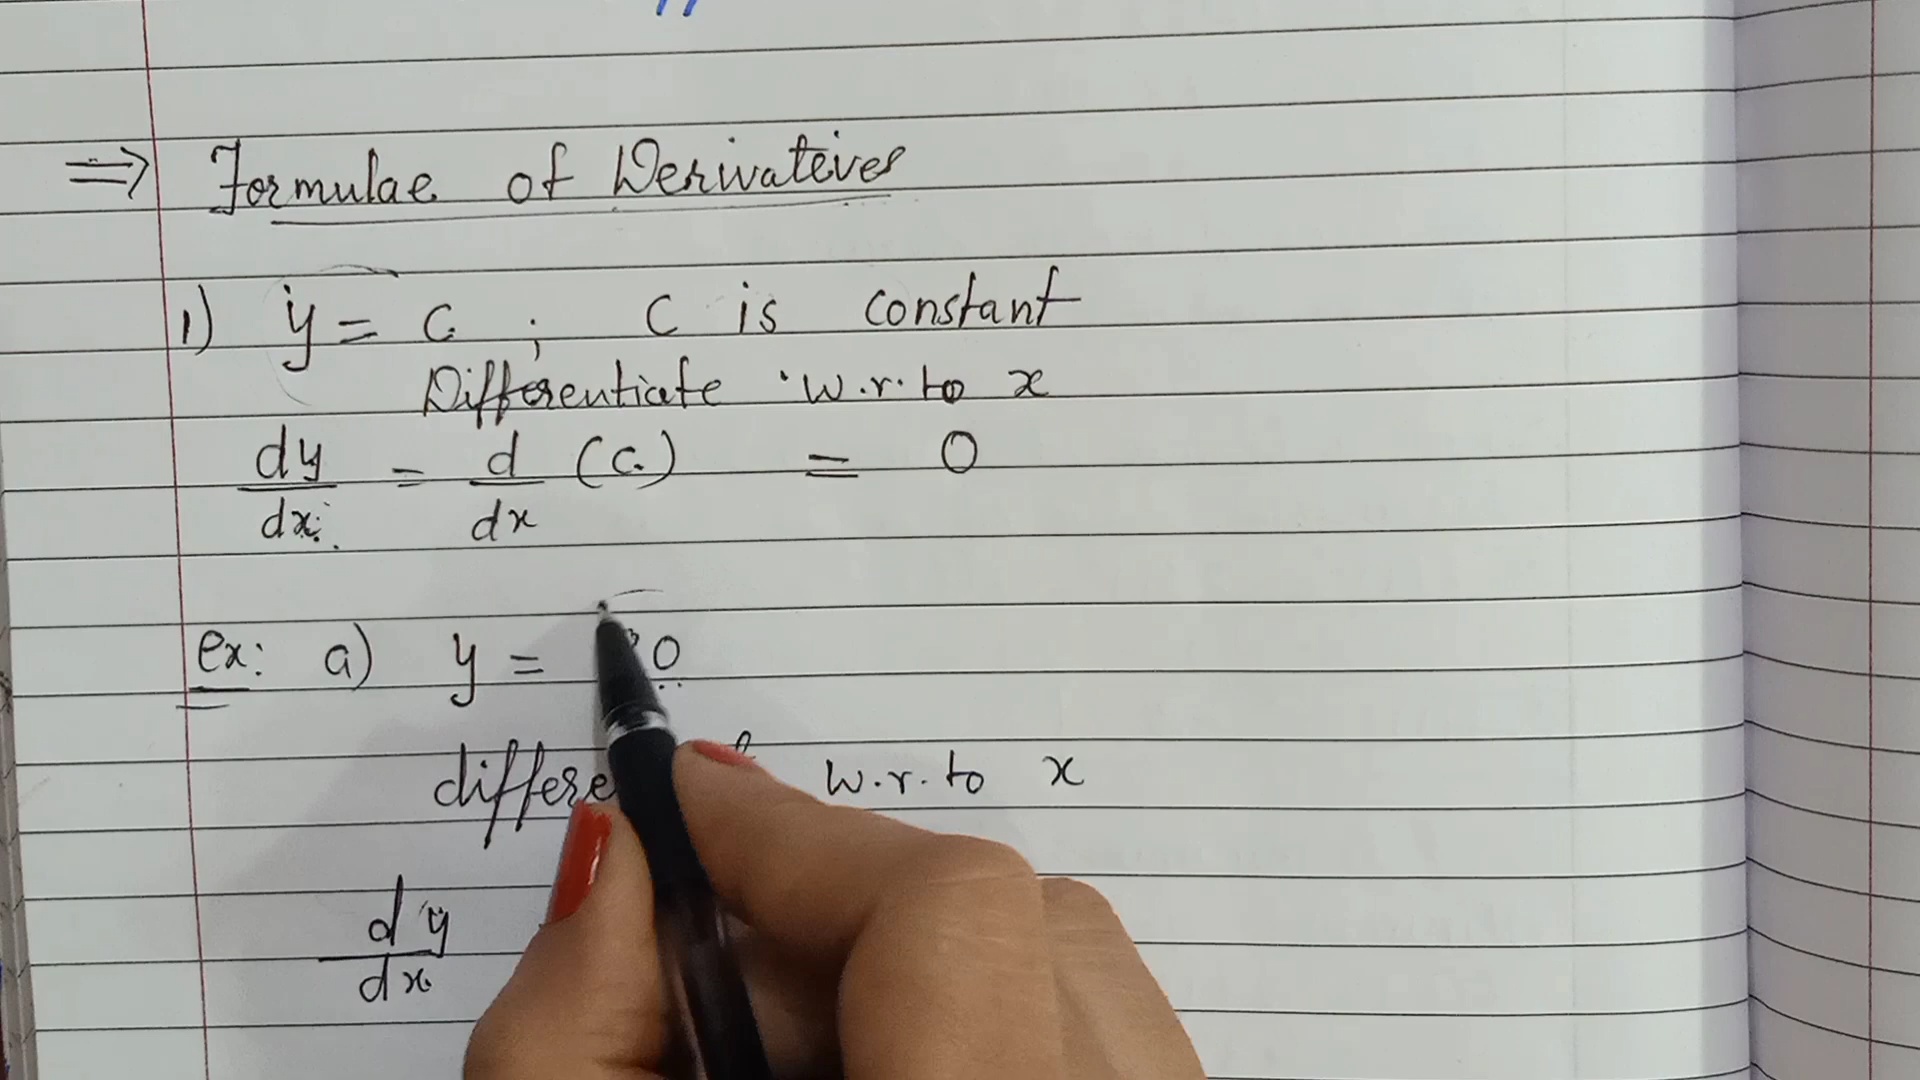 ⇒ Formulae of Derivatives
1) y = c ; c is constant
Differentiate w.r.to x
dy/dx = d/dx (c) = 0
ex: a) y =
w.r.to x
dy/dx